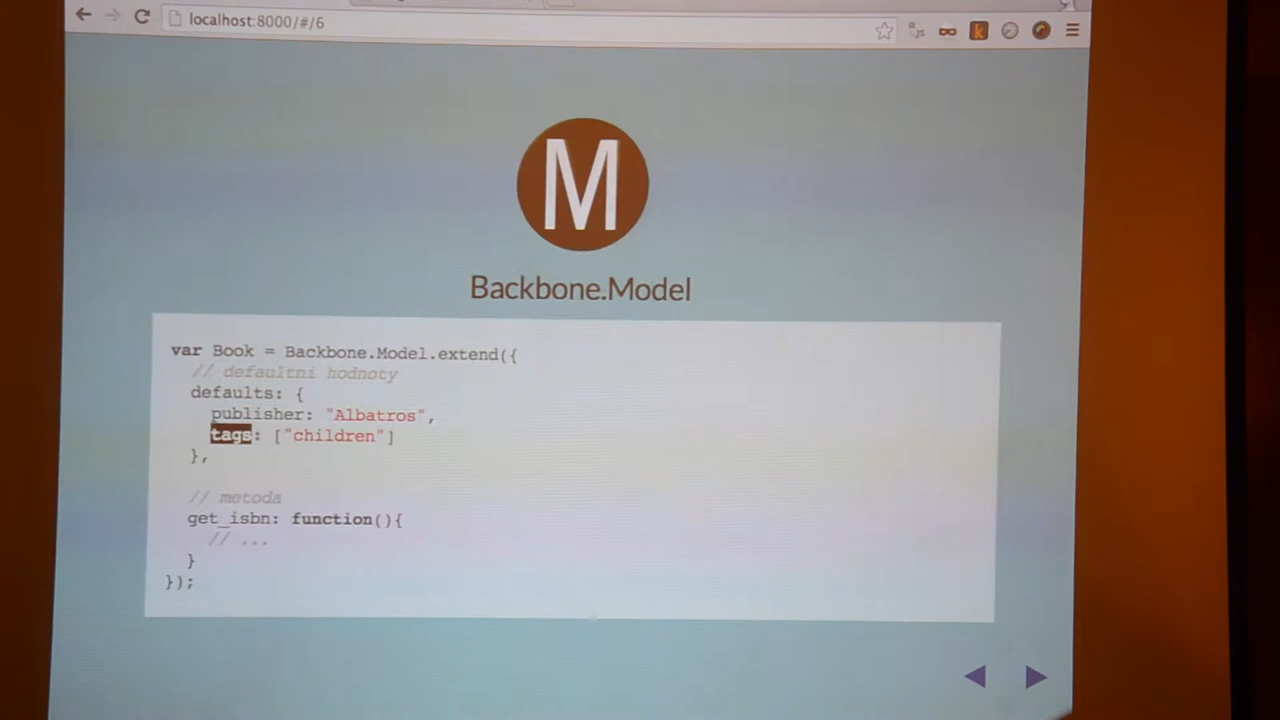 localhost:8000/#/6
M
Backbone.Model
var Book = Backbone.Model.extend({
// defaultni hodnoty
defaults: {
publisher: "Albatros",
tags: ["children"]
},
// metoda
get_isbn: function(){
// ...
}
});